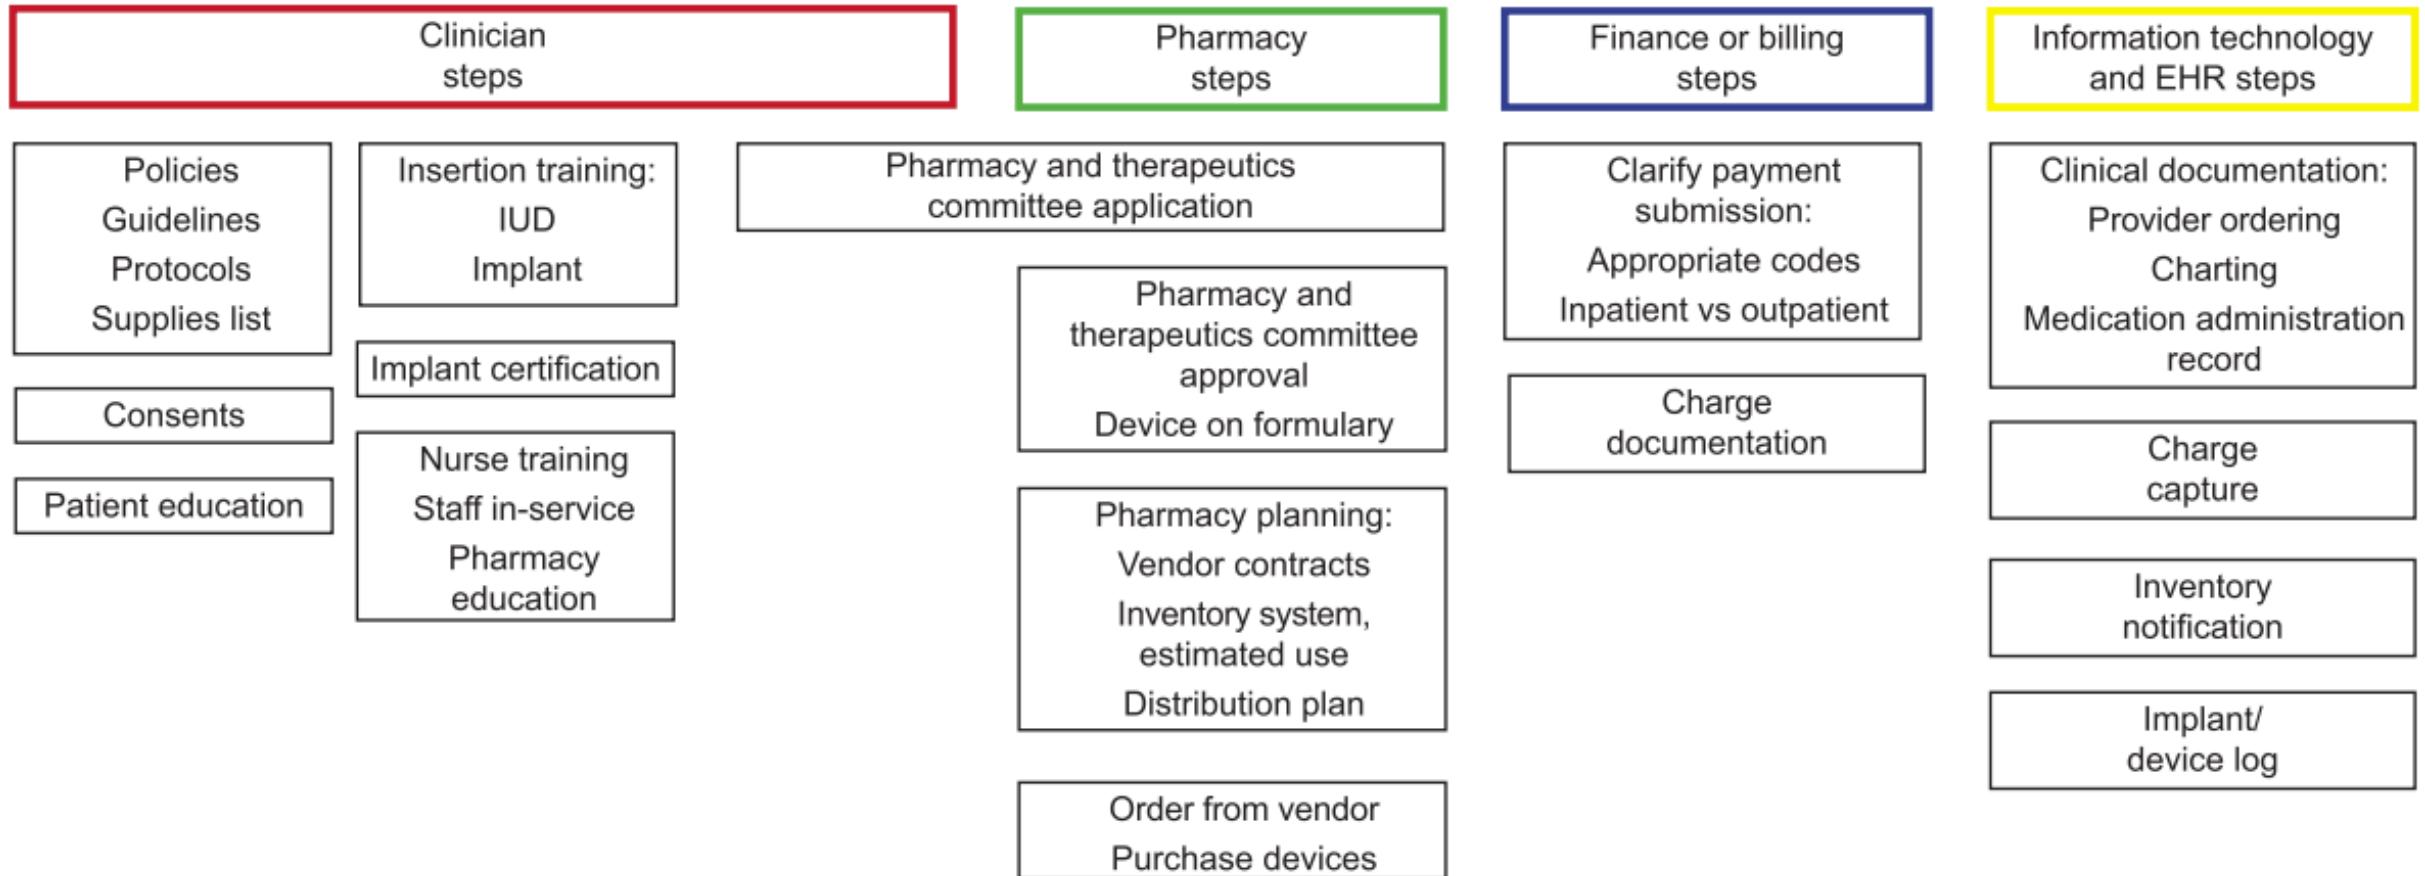 Clinician
steps
Pharmacy
steps
Finance or billing
steps
Information technology
and EHR steps
Policies
Guidelines
Protocols
Supplies list
Consents
Patient education
Insertion training:
IUD
Implant
Implant certification
Nurse training
Staff in-service
Pharmacy
education
Pharmacy and therapeutics
committee application
Pharmacy and
therapeutics committee
approval
Device on formulary
Pharmacy planning:
Vendor contracts
Inventory system,
estimated use
Distribution plan
Order from vendor
Purchase devices
Clarify payment
submission:
Appropriate codes
Inpatient vs outpatient
Charge
documentation
Clinical documentation:
Provider ordering
Charting
Medication administration
record
Charge
capture
Inventory
notification
Implant/
device log